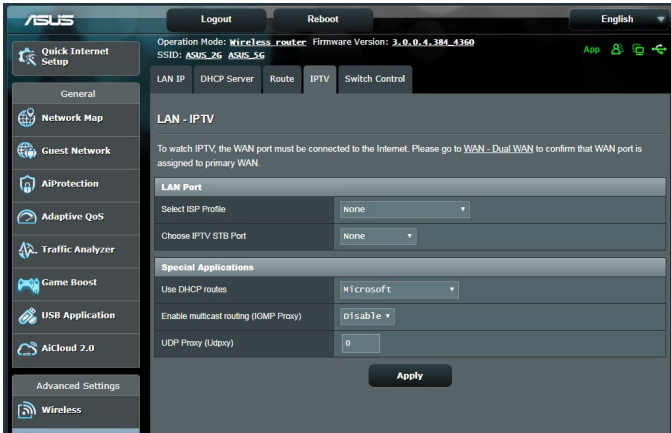 ASUS
Logout
Reboot
English
Quick Internet
Setup
Operation Mode: Wireless router Firmware Version: 3.0.0.4.384_4360
SSID: ASUS_2G ASUS_5G
App
General
Network Map
Guest Network
AiProtection
Adaptive QoS
Traffic Analyzer
Game Boost
USB Application
AiCloud 2.0
Advanced Settings
Wireless
LAN IP
DHCP Server
Route
IPTV
Switch Control
LAN - IPTV
To watch IPTV, the WAN port must be connected to the Internet. Please go to WAN - Dual WAN to confirm that WAN port is
assigned to primary WAN.
LAN Port
Select ISP Profile
None
Choose IPTV STB Port
None
Special Applications
Use DHCP routes
Microsoft
Enable multicast routing (IGMP Proxy)
Disable
UDP Proxy (Udpxy)
0
Apply